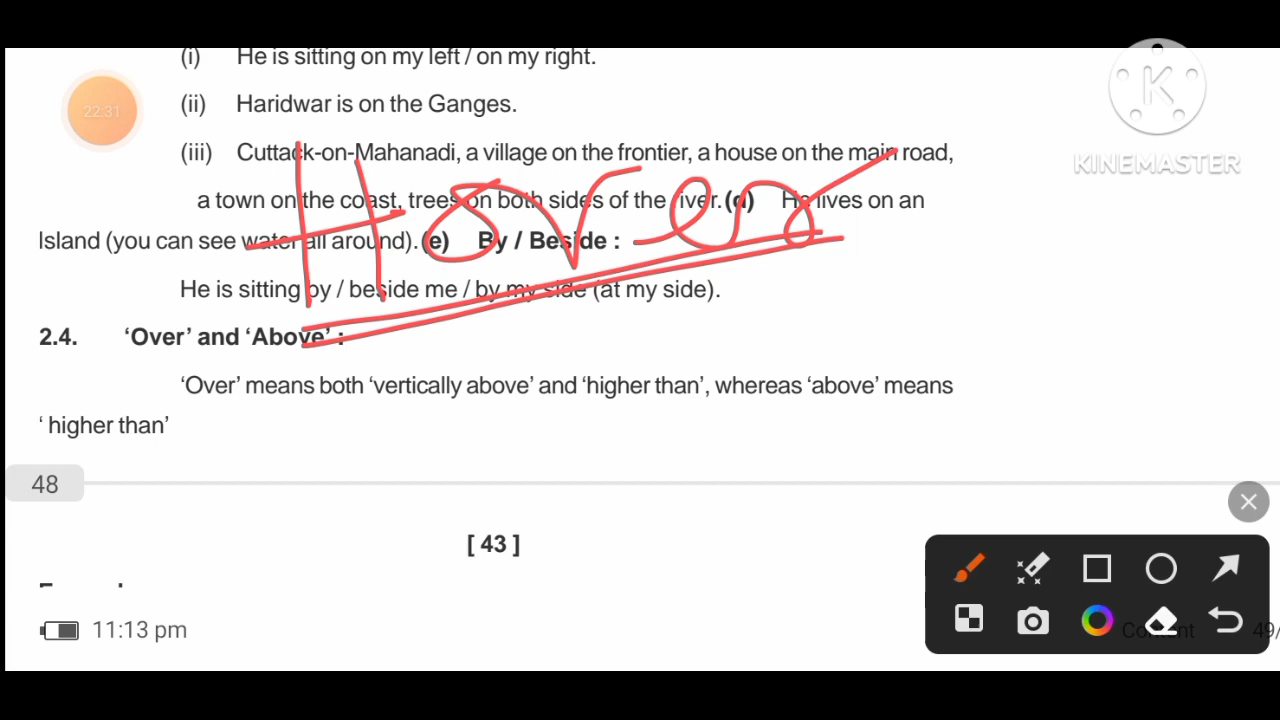 (i) He is sitting on my left / on my right.
22:31
(ii) Haridwar is on the Ganges.
K
KINEMASTER
(iii) Cuttack-on-Mahanadi, a village on the frontier, a house on the main road,
a town on the coast, trees on both sides of the river. (d) He lives on an
Hover
Island (you can see water all around). (e) By / Beside :
He is sitting by / beside me / by my side (at my side).
2.4. ‘Over’ and ‘Above’ :
‘Over’ means both ‘vertically above’ and ‘higher than’, whereas ‘above’ means
‘ higher than’
48
[ 43 ]
11:13 pm
Content 49/